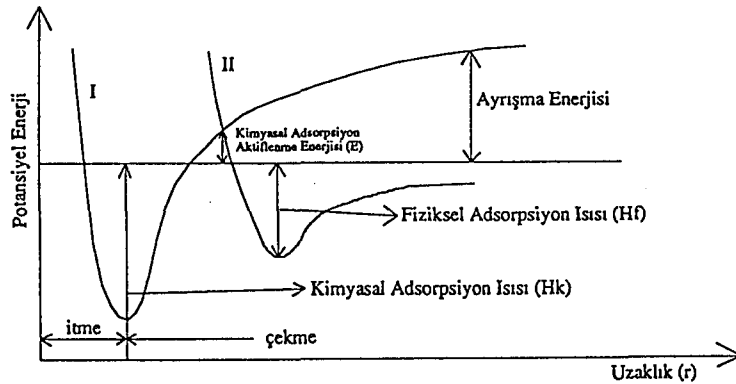 Potansiyel Enerji
I
II
Ayrışma Enerjisi
Kimyasal Adsorpsiyon
Aktiflenme Enerjisi (E)
Fiziksel Adsorpsiyon Isısı (Hf)
Kimyasal Adsorpsiyon Isısı (Hk)
itme
çekme
Uzaklık (r)